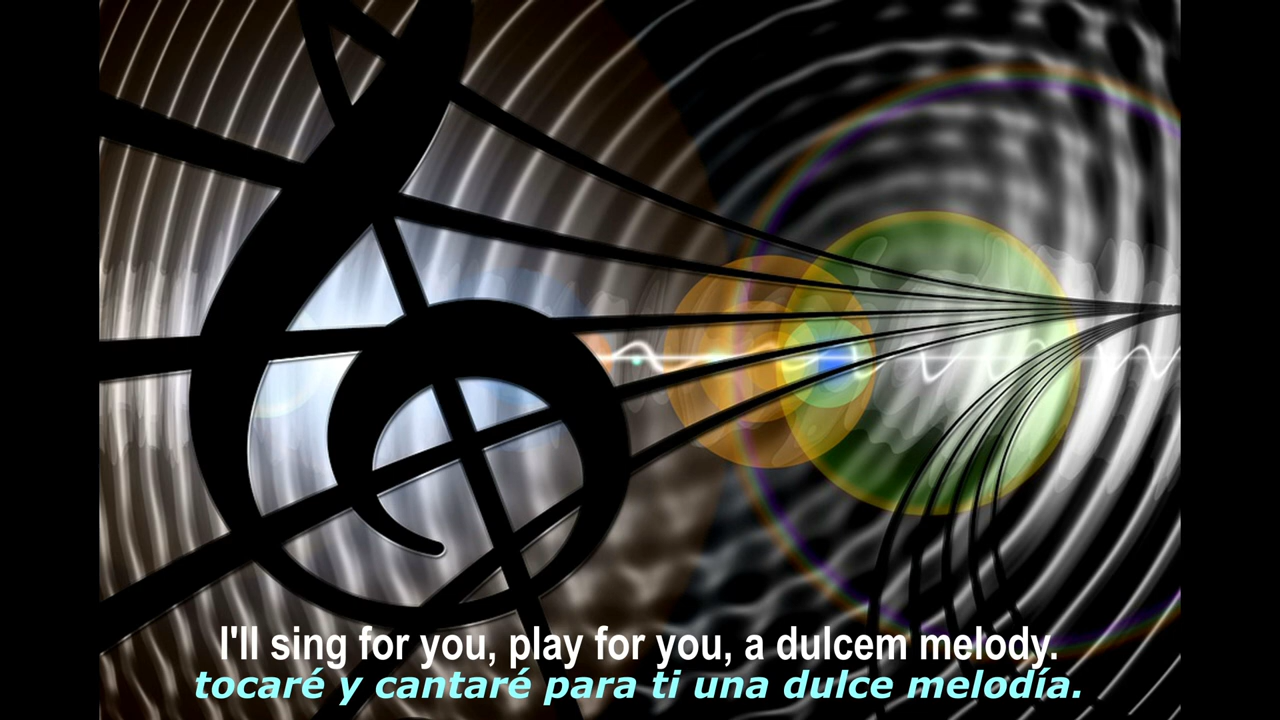 I'll sing for you, play for you, a dulcem melody.
tocaré y cantaré para ti una dulce melodía.